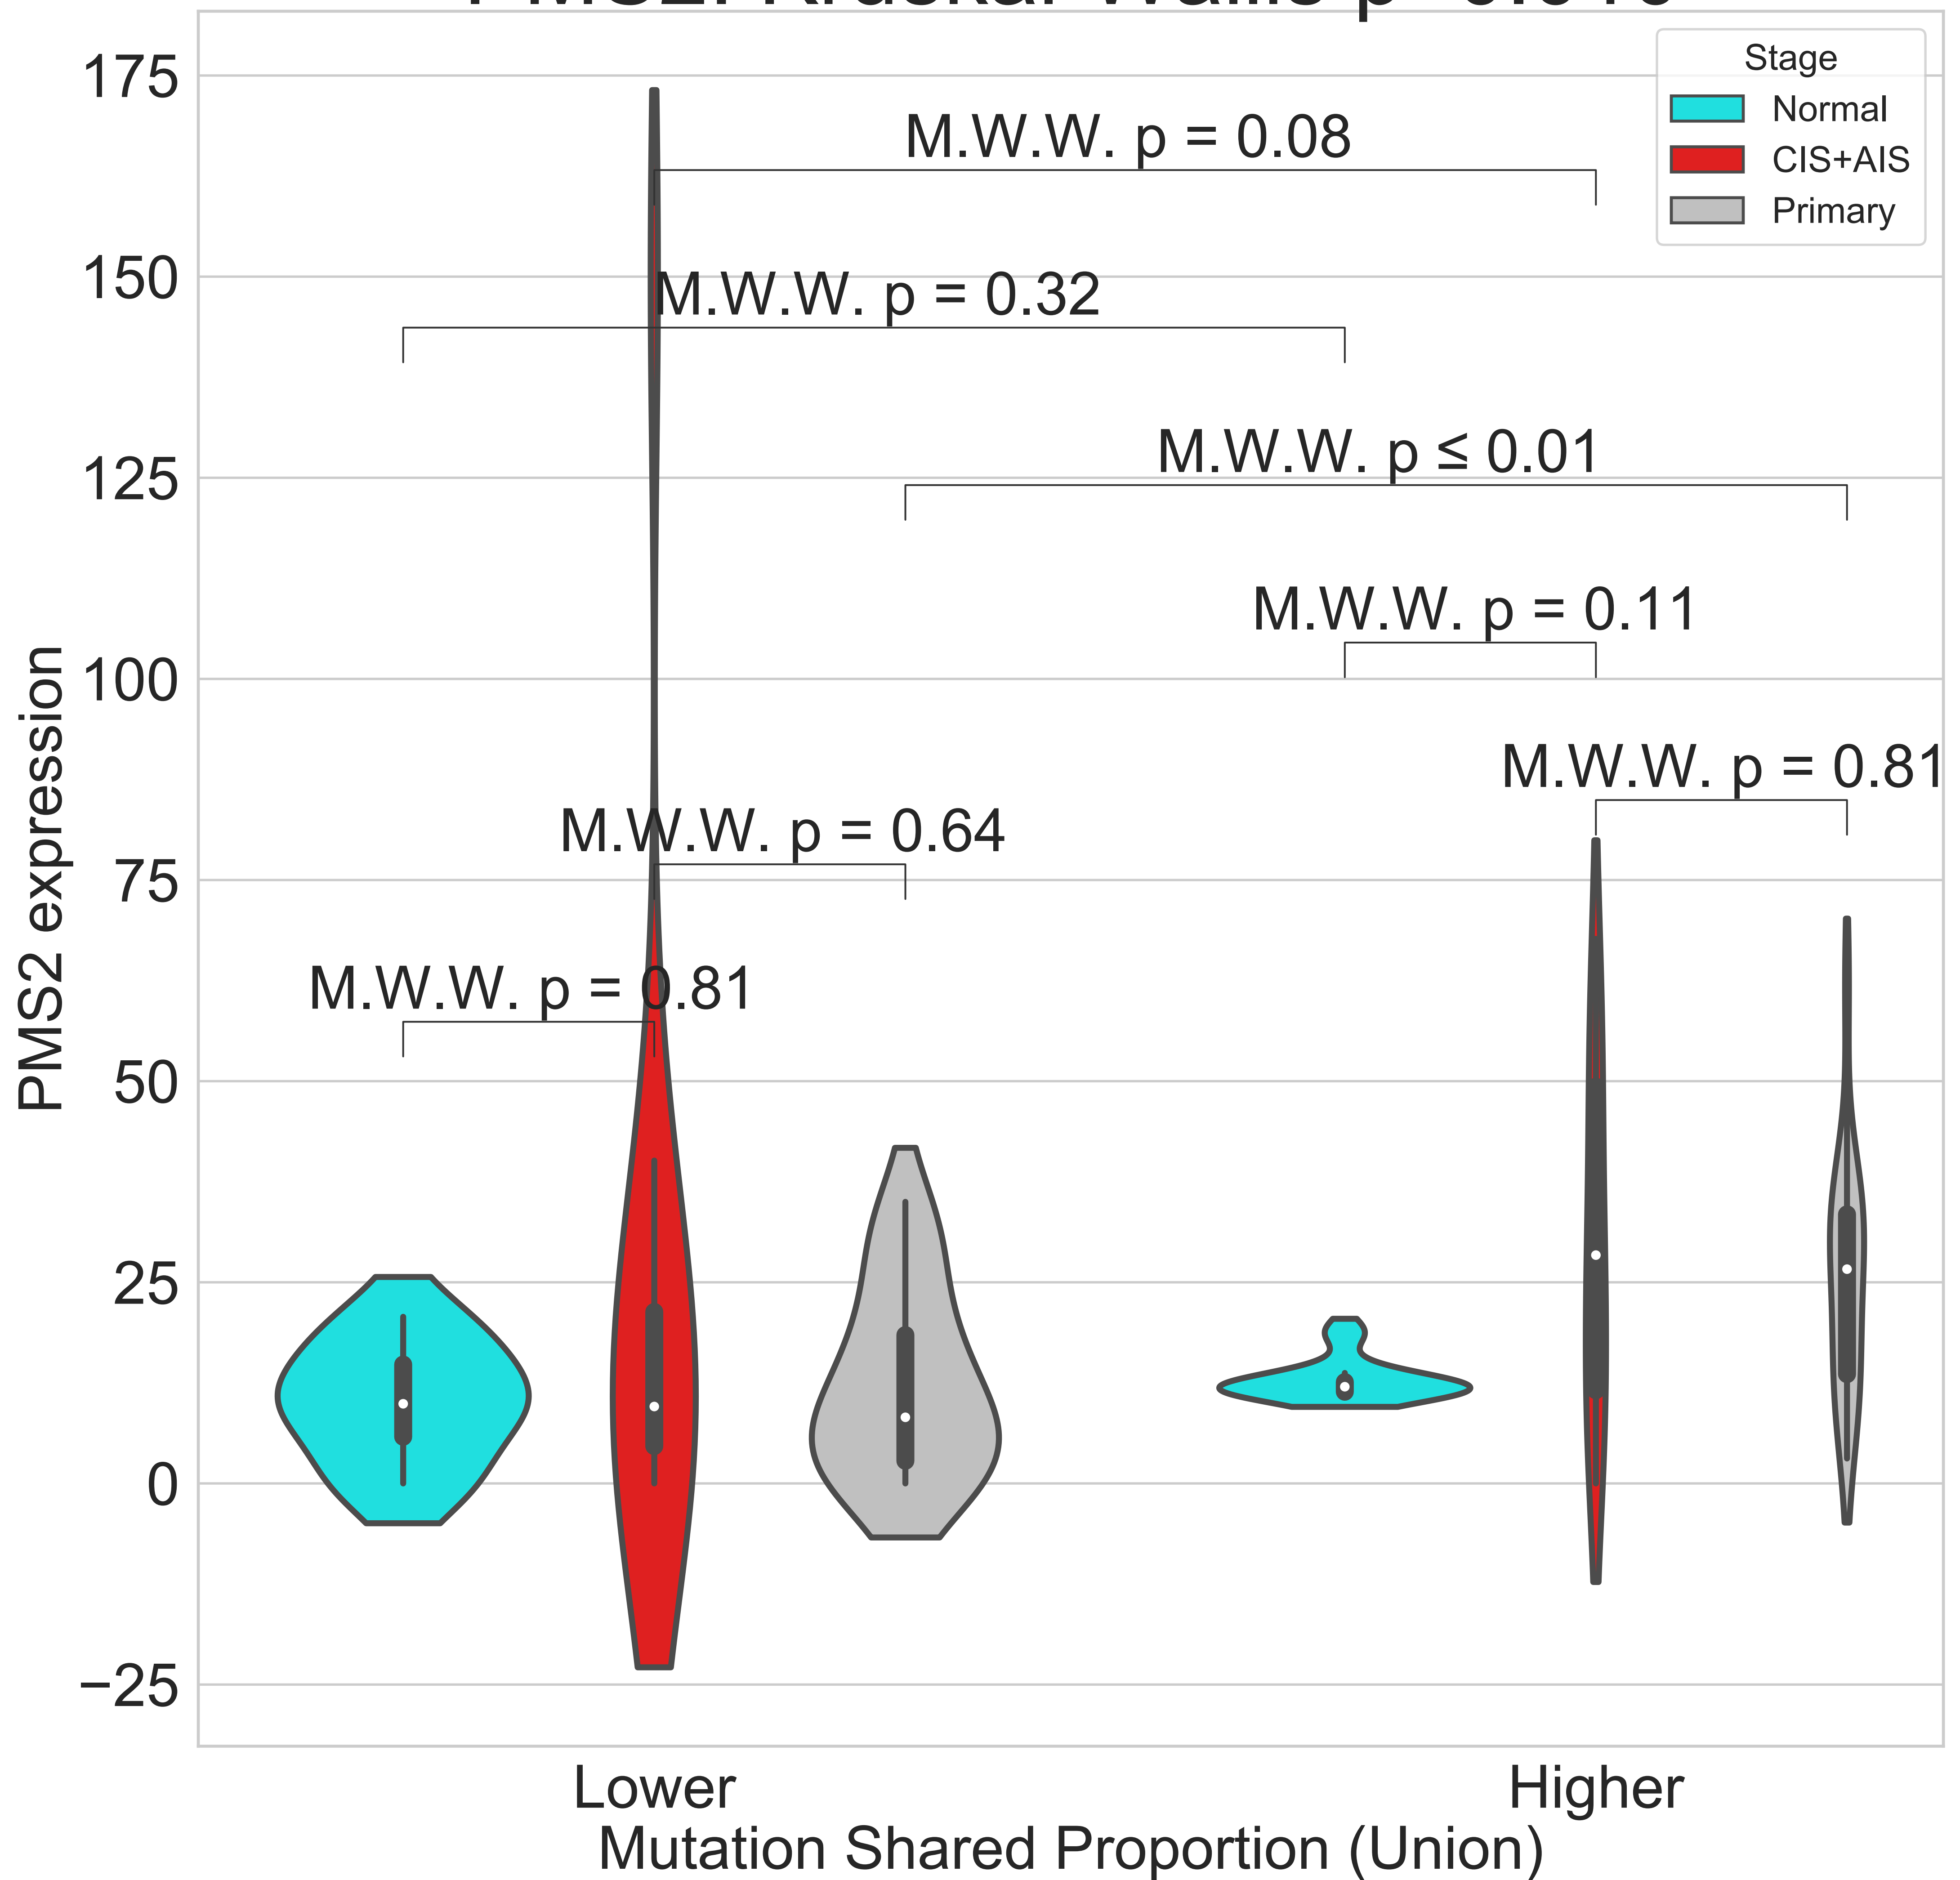 175
150
125
100
75
50
25
0
−25
PMS2 expression
Stage
Normal
CIS+AIS
Primary
M.W.W. p = 0.08
M.W.W. p = 0.32
M.W.W. p ≤ 0.01
M.W.W. p = 0.11
M.W.W. p = 0.81
M.W.W. p = 0.64
M.W.W. p = 0.81
Lower
Higher
Mutation Shared Proportion (Union)